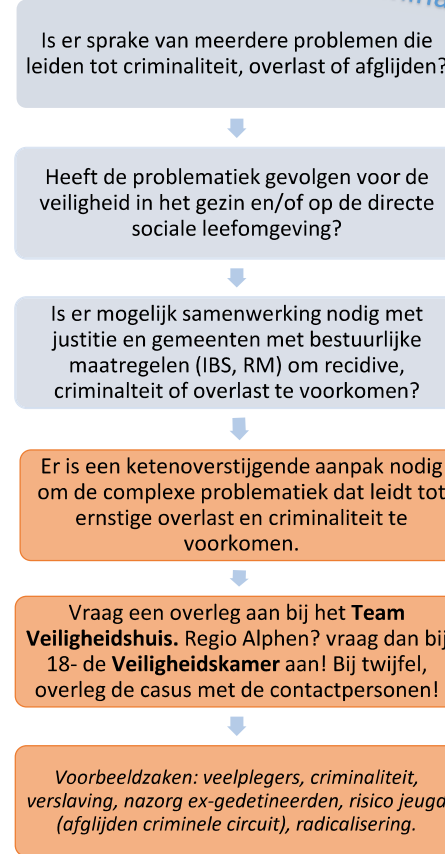 Is er sprake van meerdere problemen die
leiden tot criminaliteit, overlast of afglijden?
Heeft de problematiek gevolgen voor de
veiligheid in het gezin en/of op de directe
sociale leefomgeving?
Is er mogelijk samenwerking nodig met
justitie en gemeenten met bestuurlijke
maatregelen (IBS, RM) om recidive,
criminalteit of overlast te voorkomen?
Er is een ketenoverstijgende aanpak nodig
om de complexe problematiek dat leidt tot
ernstige overlast en criminaliteit te
voorkomen.
Vraag een overleg aan bij het Team
Veiligheidshuis. Regio Alphen? vraag dan bij
18- de Veiligheidskamer aan! Bij twijfel,
overleg de casus met de contactpersonen!
Voorbeeldzaken: veelplegers, criminaliteit,
verslaving, nazorg ex-gedetineerden, risico jeugd
(afglijden criminele circuit), radicalisering.